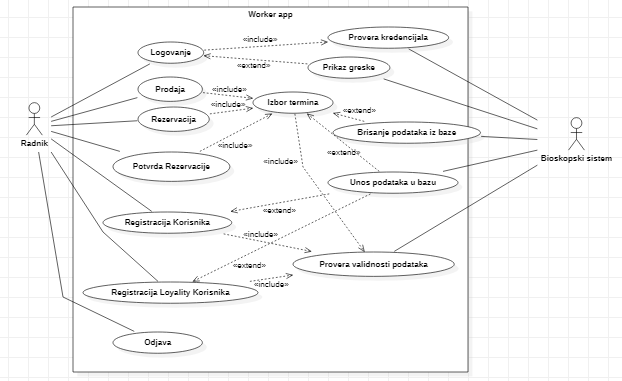 Worker app
Provera kredencijala
«include»
Logovanje
«extend»
Prikaz greske
Prodaja
«include»
Izbor termina
«include»
«extend»
Rezervacija
Brisanje podataka iz baze
Radnik
«include»
«extend»
Bioskopski sistem
Potvrda Rezervacije
«include»
Unos podataka u bazu
«extend»
Registracija Korisnika
«include»
«extend»
Provera validnosti podataka
«include»
Registracija Loyality Korisnika
Odjava